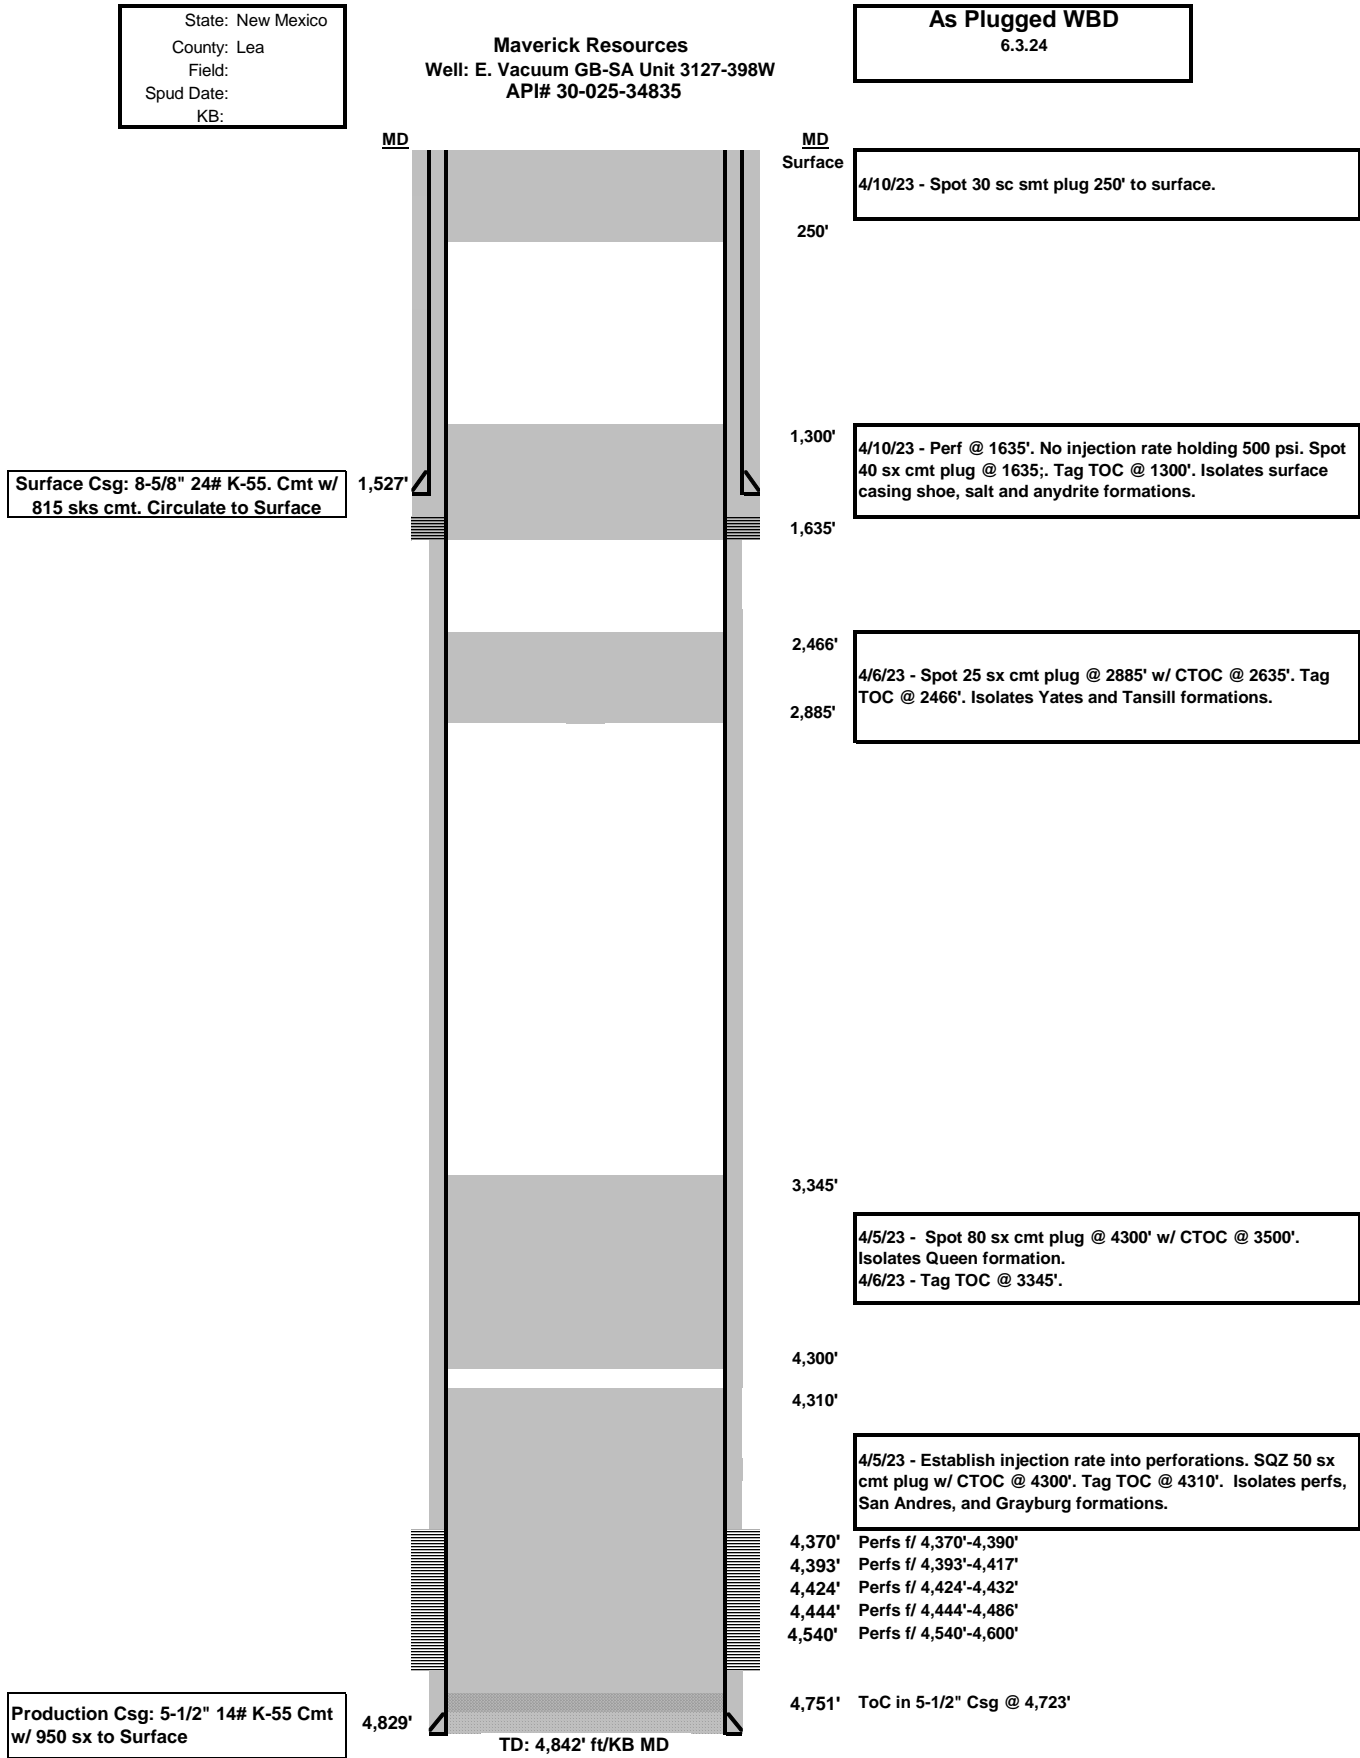 State: New Mexico
County: Lea
Field:
Spud Date:
KB:
Maverick Resources
Well: E. Vacuum GB-SA Unit 3127-398W
API# 30-025-34835
As Plugged WBD
6.3.24
MD
MD
Surface
4/10/23 - Spot 30 sc smt plug 250' to surface.
250'
1,300'
4/10/23 - Perf @ 1635'. No injection rate holding 500 psi. Spot
40 sx cmt plug @ 1635;. Tag TOC @ 1300'. Isolates surface
casing shoe, salt and anydrite formations.
Surface Csg: 8-5/8" 24# K-55. Cmt w/
815 sks cmt. Circulate to Surface
1,527'
1,635'
2,466'
4/6/23 - Spot 25 sx cmt plug @ 2885' w/ CTOC @ 2635'. Tag
TOC @ 2466'. Isolates Yates and Tansill formations.
2,885'
3,345'
4/5/23 -  Spot 80 sx cmt plug @ 4300' w/ CTOC @ 3500'.
Isolates Queen formation.
4/6/23 - Tag TOC @ 3345'.
4,300'
4,310'
4/5/23 - Establish injection rate into perforations. SQZ 50 sx
cmt plug w/ CTOC @ 4300'. Tag TOC @ 4310'.  Isolates perfs,
San Andres, and Grayburg formations.
4,370' Perfs f/ 4,370'-4,390'
4,393' Perfs f/ 4,393'-4,417'
4,424' Perfs f/ 4,424'-4,432'
4,444' Perfs f/ 4,444'-4,486'
4,540' Perfs f/ 4,540'-4,600'
4,751' ToC in 5-1/2" Csg @ 4,723'
Production Csg: 5-1/2" 14# K-55 Cmt
w/ 950 sx to Surface
4,829'
TD: 4,842' ft/KB MD